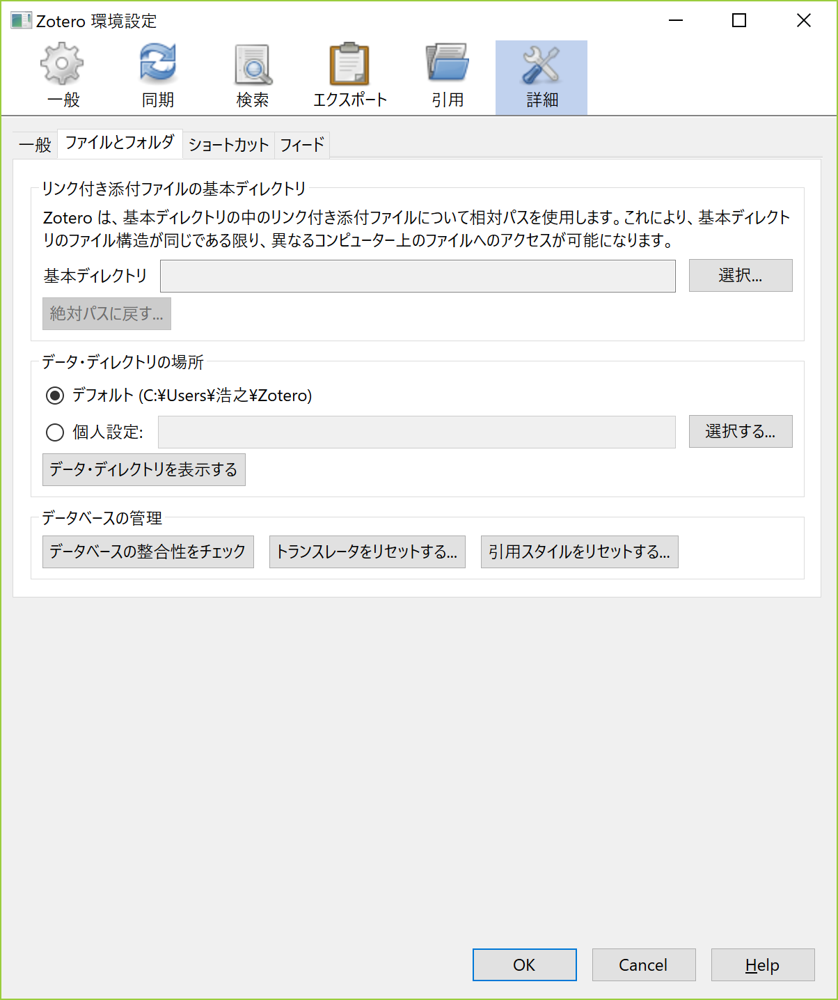 Zotero 環境設定
一般
同期
検索
エクスポート
引用
詳細
一般
ファイルとフォルダ
ショートカット
フィード
リンク付き添付ファイルの基本ディレクトリ
Zotero は、基本ディレクトリの中のリンク付き添付ファイルについて相対パスを使用します。これにより、基本ディレクト
リのファイル構造が同じである限り、異なるコンピューター上のファイルへのアクセスが可能になります。
基本ディレクトリ
選択...
絶対パスに戻す...
データ・ディレクトリの場所
デフォルト (C:¥Users¥浩之¥Zotero)
個人設定:
選択する...
データ・ディレクトリを表示する
データベースの管理
データベースの整合性をチェック
トランスレータをリセットする...
引用スタイルをリセットする...
OK
Cancel
Help